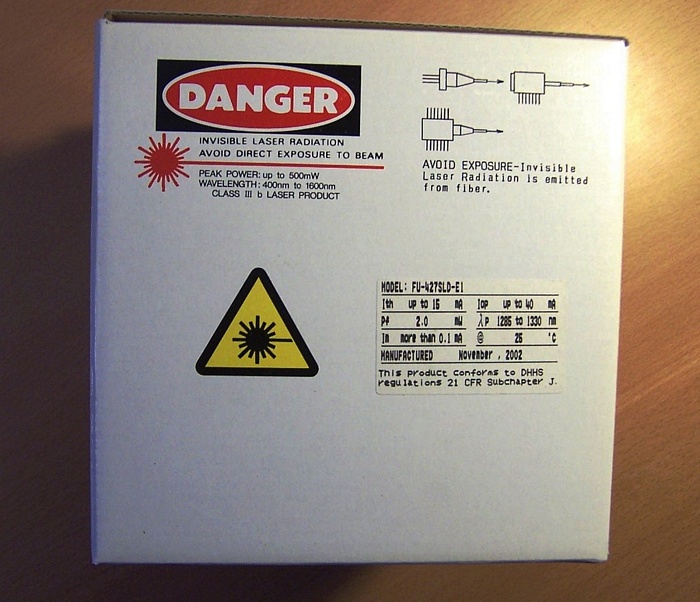 DANGER
INVISIBLE LASER RADIATION
AVOID DIRECT EXPOSURE TO BEAM
PEAK POWER: up to 500mW
WAVELENGTH: 400nm to 1600nm
CLASS III b LASER PRODUCT
AVOID EXPOSURE-Invisible
Laser Radiation is emitted
from fiber.
MODEL: FU-427SLD-E1
Ith up to 15 mA Iop up to 40 mA
Pf 2.0 mW λp 1285 to 1330 nm
Im more than 0.1 mA @ 25 °C
MANUFACTURED November , 2002
This product conforms to DHHS
regulations 21 CFR Subchapter J.